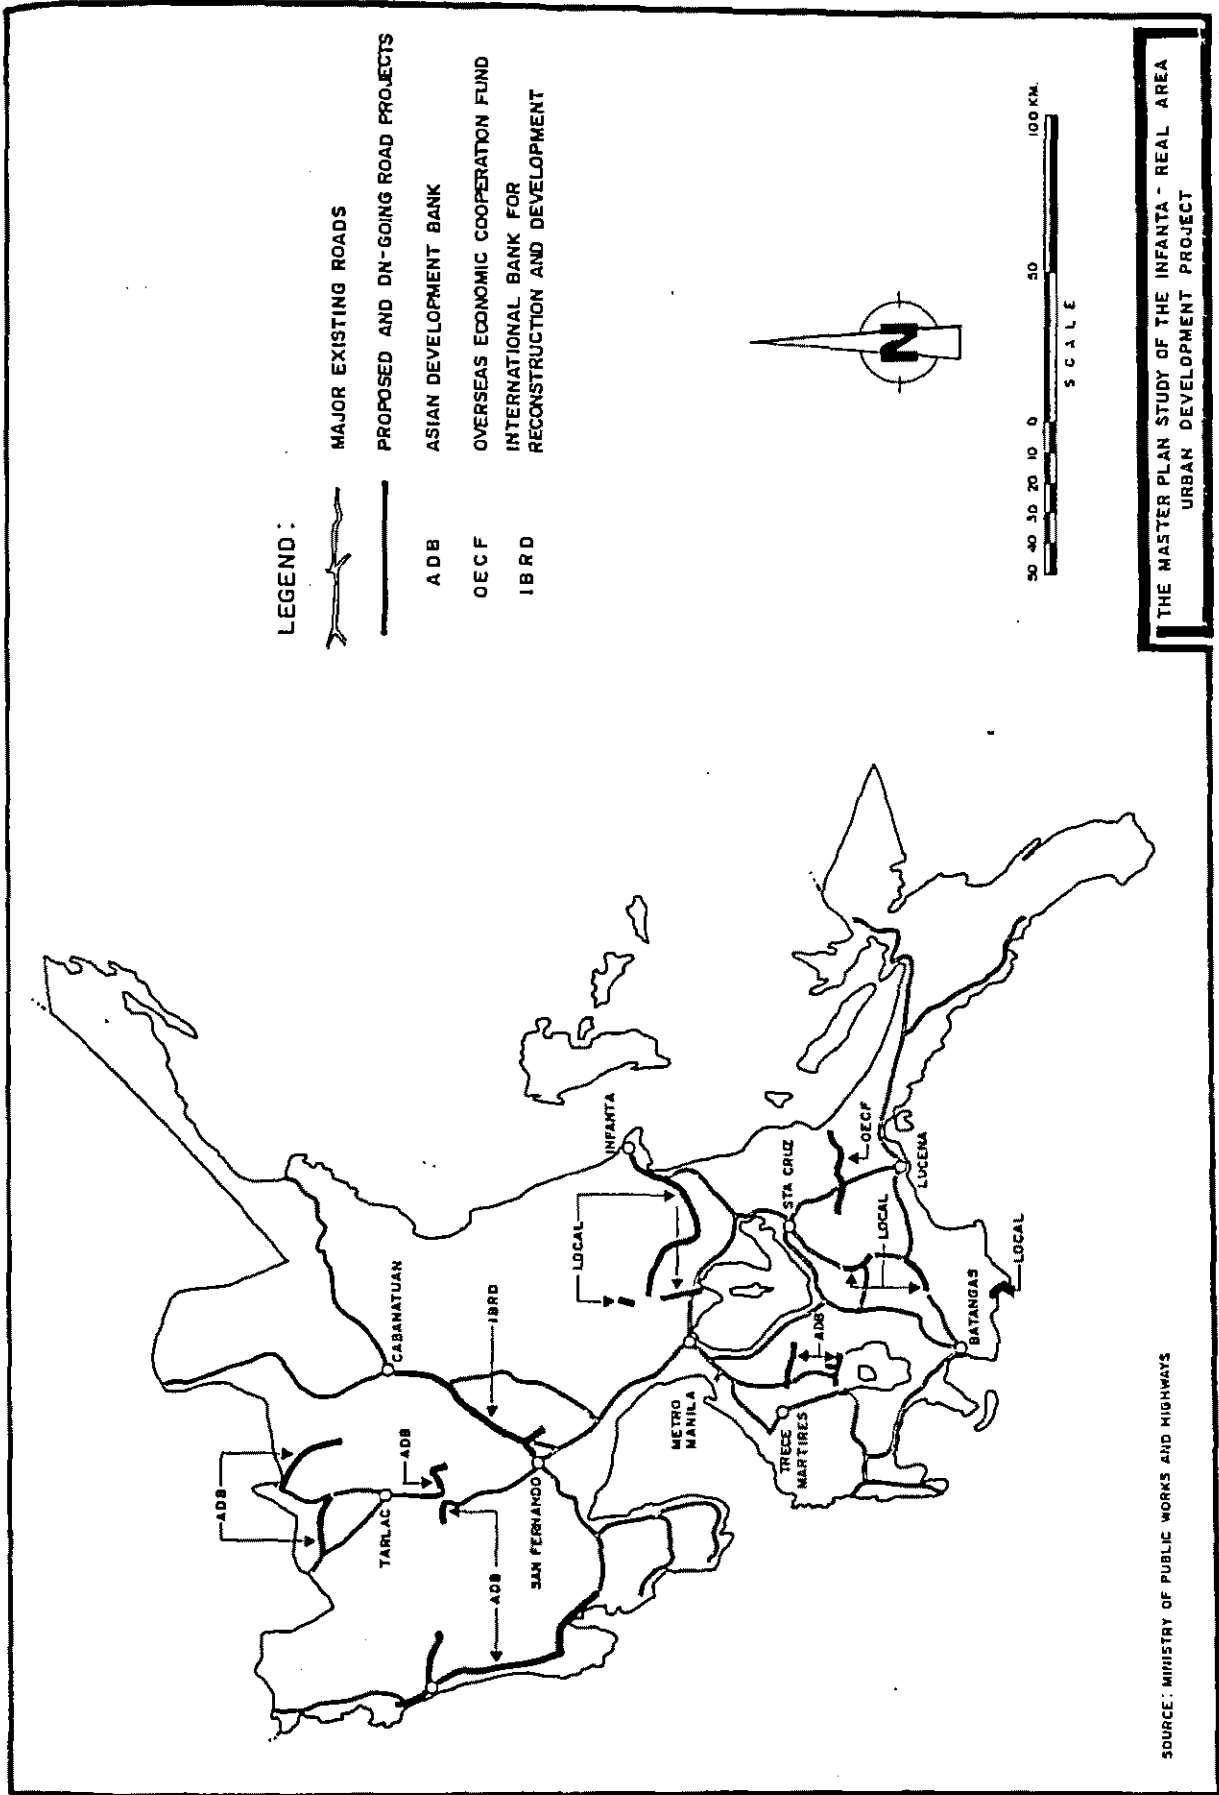 LEGEND:
MAJOR EXISTING ROADS
PROPOSED AND ON-GOING ROAD PROJECTS
ADB ASIAN DEVELOPMENT BANK
OECF OVERSEAS ECONOMIC COOPERATION FUND
IBRD INTERNATIONAL BANK FOR
RECONSTRUCTION AND DEVELOPMENT
N
50 40 30 20 10 0 50 100 KM.
SCALE
THE MASTER PLAN STUDY OF THE INFANTA - REAL AREA
URBAN DEVELOPMENT PROJECT
ADB
TARLAC
ADB
CABANATUAN
IBRD
ADB
SAN FERNANDO
LOCAL
INFANTA
METRO
MANILA
TRECE
MARTIRES
ADB
STA CRUZ
OECF
LOCAL
LUCENA
BATANGAS
LOCAL
SOURCE: MINISTRY OF PUBLIC WORKS AND HIGHWAYS